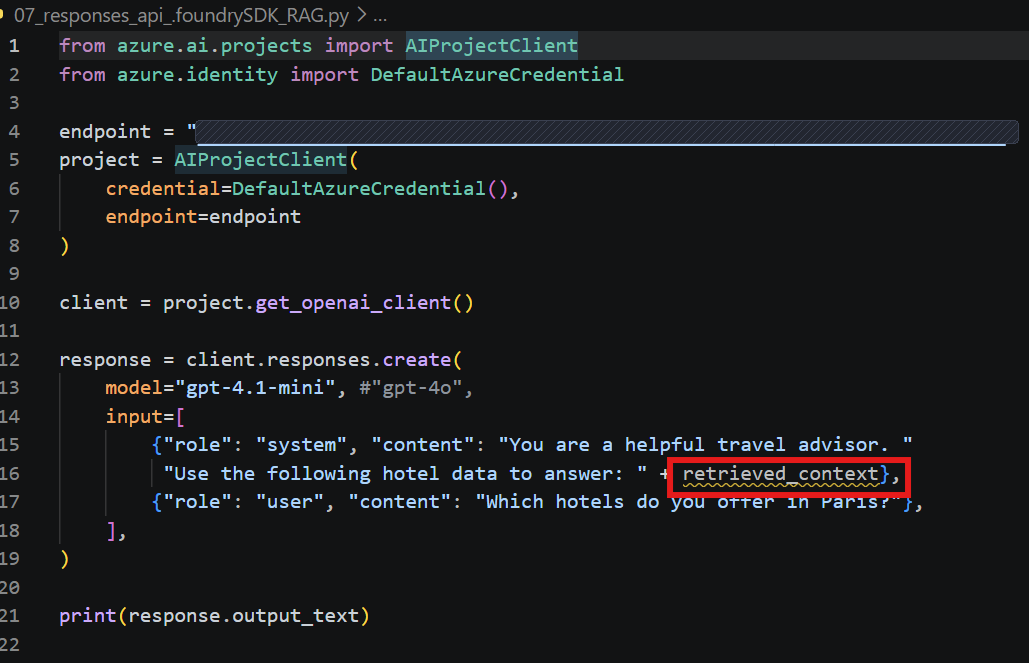 07_responses_api_.foundrySDK_RAG.py > ...
1 from azure.ai.projects import AIProjectClient
2 from azure.identity import DefaultAzureCredential
3
4 endpoint = "
5 project = AIProjectClient(
6     credential=DefaultAzureCredential(),
7     endpoint=endpoint
8 )
9
10 client = project.get_openai_client()
11
12 response = client.responses.create(
13     model="gpt-4.1-mini", #"gpt-4o",
14     input=[
15         {"role": "system", "content": "You are a helpful travel advisor. "
16          "Use the following hotel data to answer: " + retrieved_context},
17         {"role": "user", "content": "Which hotels do you offer in Paris?"},
18     ],
19 )
20
21 print(response.output_text)
22